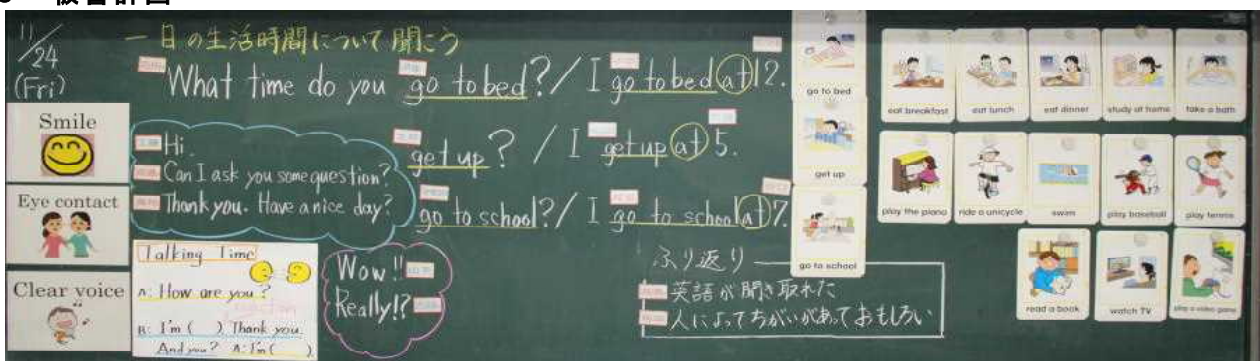 板書計画
11/24
(Fri)
一日の生活時間について聞こう
What time do you go to bed? / I go to bed at 12.
get up? / I get up at 5.
go to school? / I go to school at 7.
Smile
Eye contact
Clear voice
Hi.
Can I ask you some question?
Thank you. Have a nice day?
Talking Time
A: How are you?
B: I'm ( ) Thank you.
And you? A: I'm ( )
Wow!!
Really!?
ふり返り
英語が聞き取れた
人によってちがいがあっておもしろい
go to bed
get up
go to school
eat breakfast
eat lunch
eat dinner
study at home
take a bath
play the piano
ride a unicycle
swim
play baseball
play tennis
read a book
watch TV
play a video game